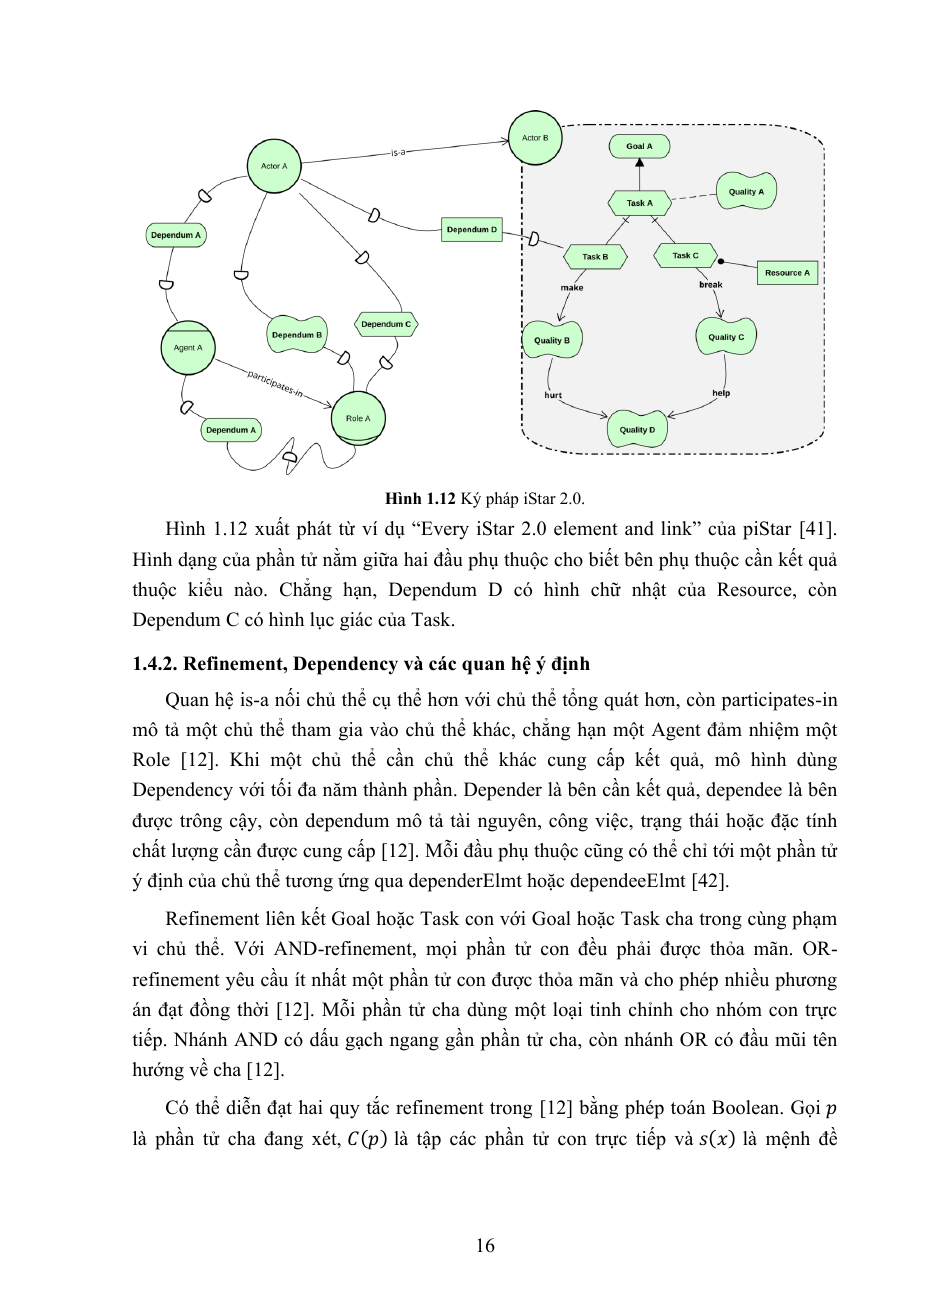 Actor B
Goal A
is-a
Actor A
Quality A
Task A
Dependum D
Dependum A
Task B
Task C
Resource A
make
break
Dependum C
Dependum B
Quality B
Quality C
Agent A
participates-in
hurt
help
Role A
Dependum A
Quality D
Hình 1.12 Ký pháp iStar 2.0.
Hình 1.12 xuất phát từ ví dụ “Every iStar 2.0 element and link” của piStar [41].
Hình dạng của phần tử nằm giữa hai đầu phụ thuộc cho biết bên phụ thuộc cần kết quả
thuộc kiểu nào. Chẳng hạn, Dependum D có hình chữ nhật của Resource, còn
Dependum C có hình lục giác của Task.
1.4.2. Refinement, Dependency và các quan hệ ý định
Quan hệ is-a nối chủ thể cụ thể hơn với chủ thể tổng quát hơn, còn participates-in
mô tả một chủ thể tham gia vào chủ thể khác, chẳng hạn một Agent đảm nhiệm một
Role [12]. Khi một chủ thể cần chủ thể khác cung cấp kết quả, mô hình dùng
Dependency với tối đa năm thành phần. Depender là bên cần kết quả, dependee là bên
được trông cậy, còn dependum mô tả tài nguyên, công việc, trạng thái hoặc đặc tính
chất lượng cần được cung cấp [12]. Mỗi đầu phụ thuộc cũng có thể chỉ tới một phần tử
ý định của chủ thể tương ứng qua dependerElmt hoặc dependeeElmt [42].
Refinement liên kết Goal hoặc Task con với Goal hoặc Task cha trong cùng phạm
vi chủ thể. Với AND-refinement, mọi phần tử con đều phải được thỏa mãn. OR-
refinement yêu cầu ít nhất một phần tử con được thỏa mãn và cho phép nhiều phương
án đạt đồng thời [12]. Mỗi phần tử cha dùng một loại tinh chỉnh cho nhóm con trực
tiếp. Nhánh AND có dấu gạch ngang gần phần tử cha, còn nhánh OR có đầu mũi tên
hướng về cha [12].
Có thể diễn đạt hai quy tắc refinement trong [12] bằng phép toán Boolean. Gọi p
là phần tử cha đang xét, C(p) là tập các phần tử con trực tiếp và s(x) là mệnh đề
16